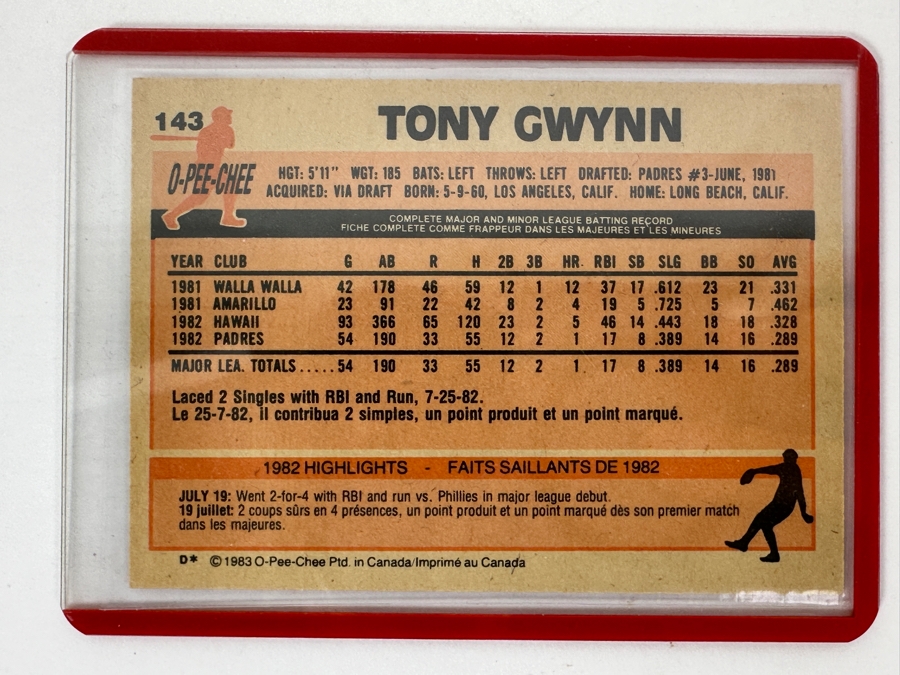 143 TONY GWYNN
O-PEE-CHEE
HGT: 5'11" WGT: 185 BATS: LEFT THROWS: LEFT DRAFTED: PADRES #3-JUNE, 1981
ACQUIRED: VIA DRAFT BORN: 5-9-60, LOS ANGELES, CALIF. HOME: LONG BEACH, CALIF.
COMPLETE MAJOR AND MINOR LEAGUE BATTING RECORD
FICHE COMPLETE COMME FRAPPEUR DANS LES MAJEURES ET LES MINEURES
YEAR CLUB G AB R H 2B 3B HR. RBI SB SLG BB SO AVG
1981 WALLA WALLA 42 178 46 59 12 1 12 37 17 .612 23 21 .331
1981 AMARILLO 23 91 22 42 8 2 4 19 5 .725 5 7 .462
1982 HAWAII 93 366 65 120 23 2 5 46 14 .443 18 18 .328
1982 PADRES 54 190 33 55 12 2 1 17 8 .389 14 16 .289
MAJOR LEA. TOTALS.....54 190 33 55 12 2 1 17 8 .389 14 16 .289
Laced 2 Singles with RBI and Run, 7-25-82.
Le 25-7-82, il contribua 2 simples, un point produit et un point marqué.
1982 HIGHLIGHTS - FAITS SAILLANTS DE 1982
JULY 19: Went 2-for-4 with RBI and run vs. Phillies in major league debut.
19 juillet: 2 coups sûrs en 4 présences, un point produit et un point marqué dès son premier match
dans les majeures.
D* ©1983 O-Pee-Chee Ptd. in Canada/Imprimé au Canada